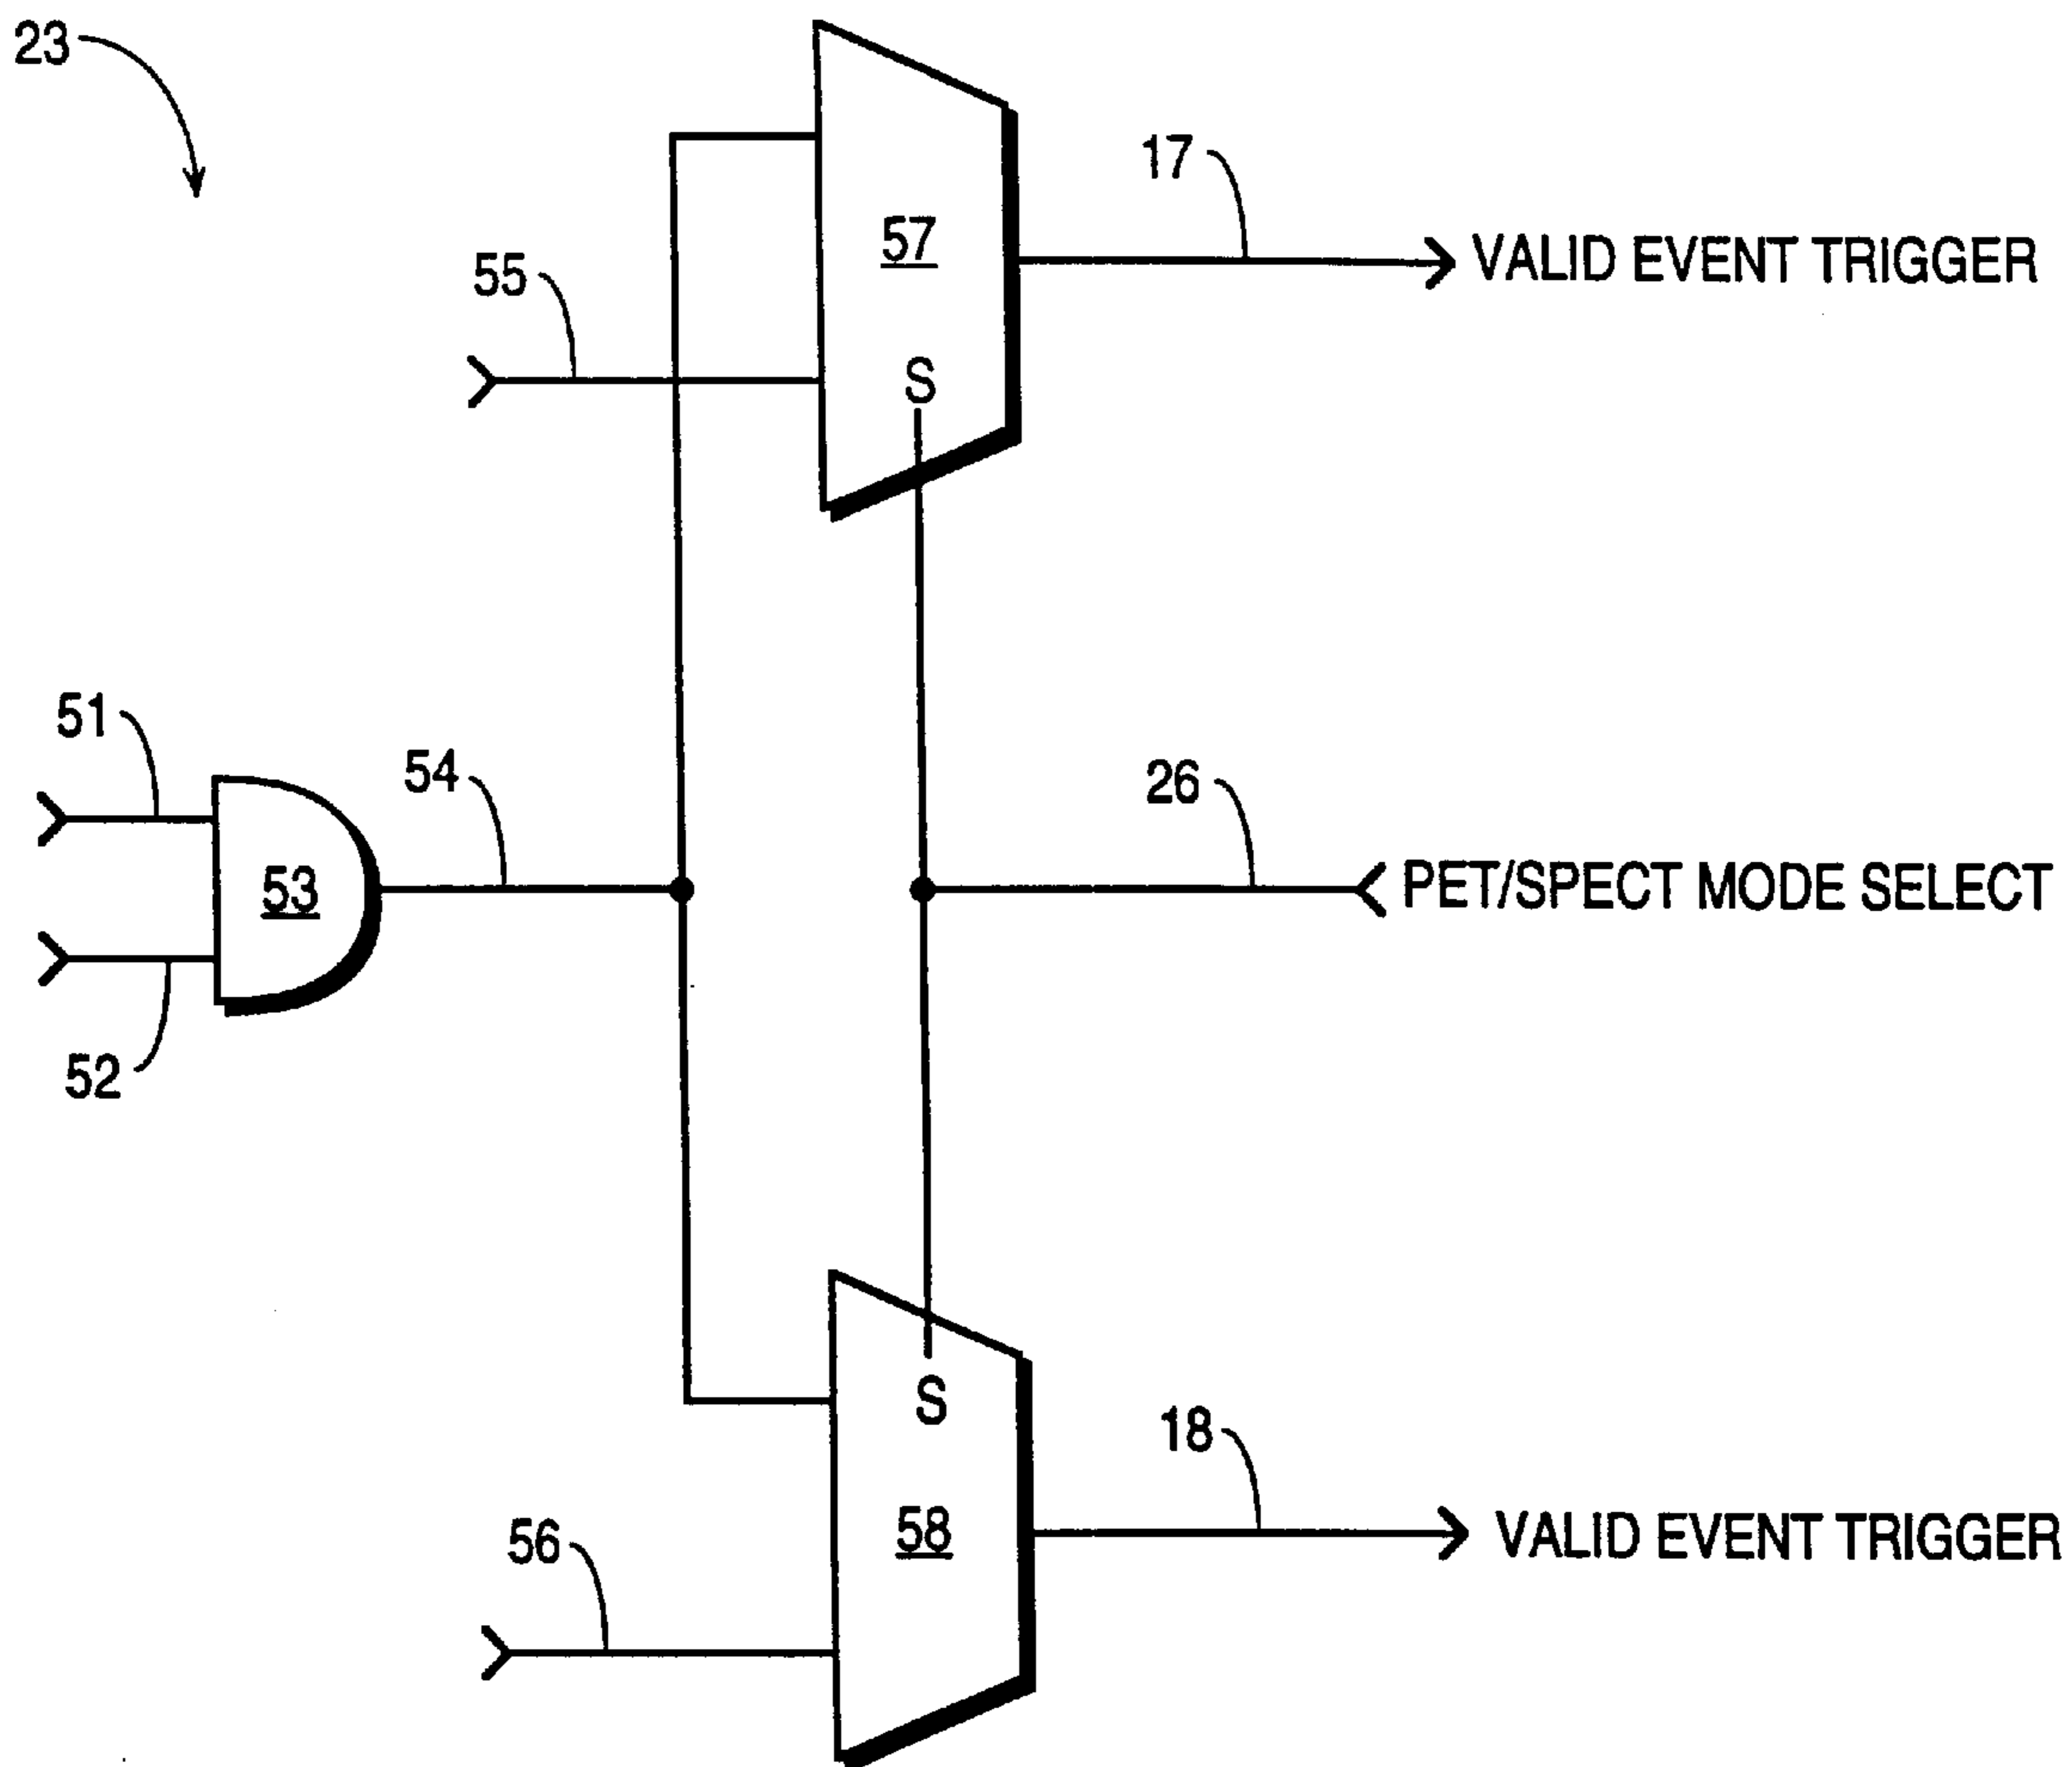 23
57
17
VALID EVENT TRIGGER
55
S
51
54
26
PET/SPECT MODE SELECT
53
52
S
18
58
VALID EVENT TRIGGER
56